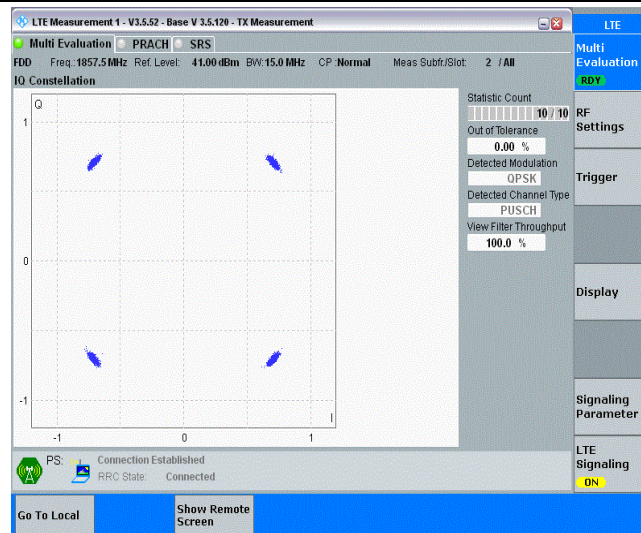 LTE Measurement 1 - V3.5.52 - Base V 3.5.120 - TX Measurement
LTE
Multi Evaluation PRACH SRS
FDD Freq.: 1857.5 MHz Ref. Level: 41.00 dBm BW: 15.0 MHz CP : Normal Meas Subfr./Slot: 2 / All
IQ Constellation
Q
1
0
-1
-1 0 1
I
Statistic Count
10 / 10
Out of Tolerance
0.00 %
Detected Modulation
QPSK
Detected Channel Type
PUSCH
View Filter Throughput
100.0 %
Multi
Evaluation
RDY
RF
Settings
Trigger
Display
Signaling
Parameter
LTE
Signaling
ON
PS: Connection Established
RRC State: Connected
Go To Local
Show Remote
Screen